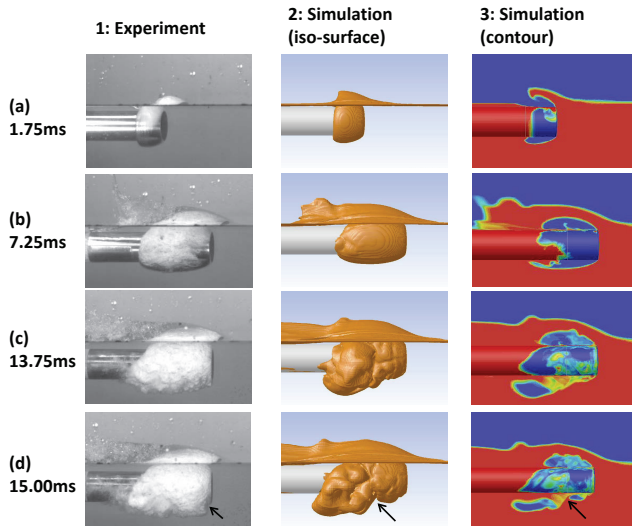 1: Experiment
2: Simulation
(iso-surface)
3: Simulation
(contour)
(a)
1.75ms
(b)
7.25ms
(c)
13.75ms
(d)
15.00ms